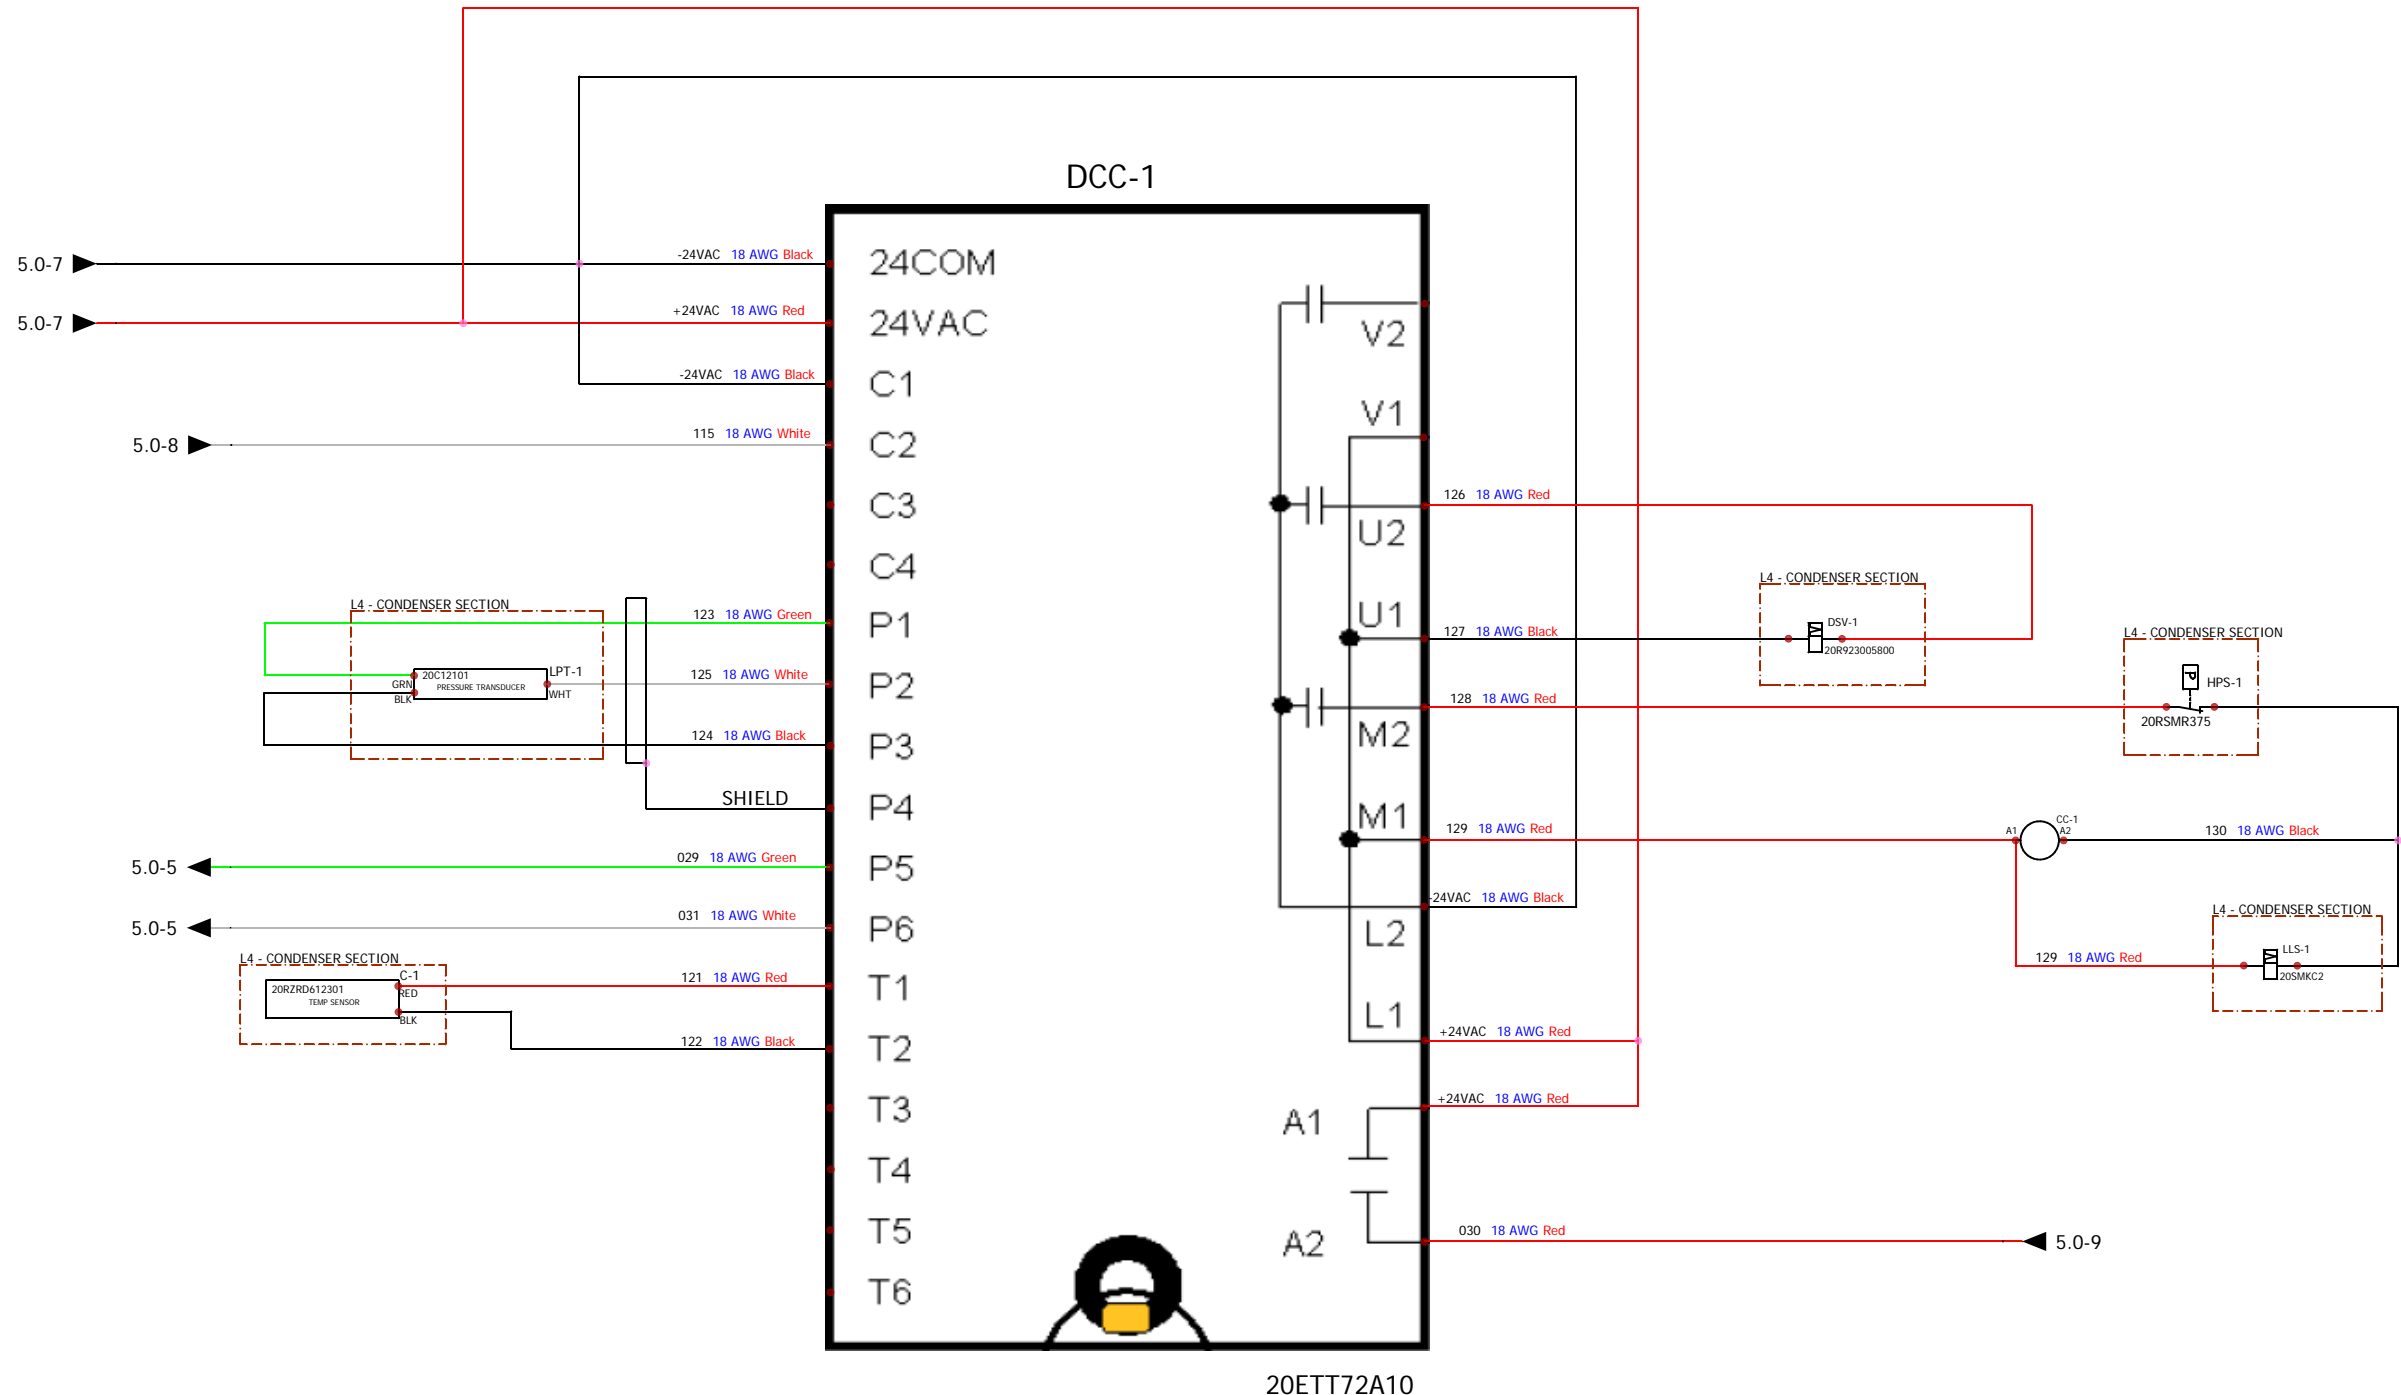 DCC-1
5.0-7
-24VAC 18 AWG Black
24COM
5.0-7
+24VAC 18 AWG Red
24VAC
V2
-24VAC 18 AWG Black
C1
V1
5.0-8
115 18 AWG White
C2
126 18 AWG Red
C3
U2
C4
L4 - CONDENSER SECTION
L4 - CONDENSER SECTION
123 18 AWG Green
P1
U1
127 18 AWG Black
DSV-1
20R923005800
L4 - CONDENSER SECTION
20C12101
PRESSURE TRANSDUCER
LPT-1
GRN
BLK
WHT
125 18 AWG White
P2
128 18 AWG Red
P
HPS-1
20RSMR375
124 18 AWG Black
P3
M2
SHIELD
P4
M1
129 18 AWG Red
A1
CC-1
A2
130 18 AWG Black
5.0-5
029 18 AWG Green
P5
-24VAC 18 AWG Black
L4 - CONDENSER SECTION
5.0-5
031 18 AWG White
P6
L2
129 18 AWG Red
LLS-1
20SMKC2
L4 - CONDENSER SECTION
20RZRD612301
TEMP SENSOR
C-1
RED
BLK
121 18 AWG Red
T1
L1
+24VAC 18 AWG Red
122 18 AWG Black
T2
+24VAC 18 AWG Red
T3
A1
T4
T5
A2
030 18 AWG Red
5.0-9
T6
20ETT72A10